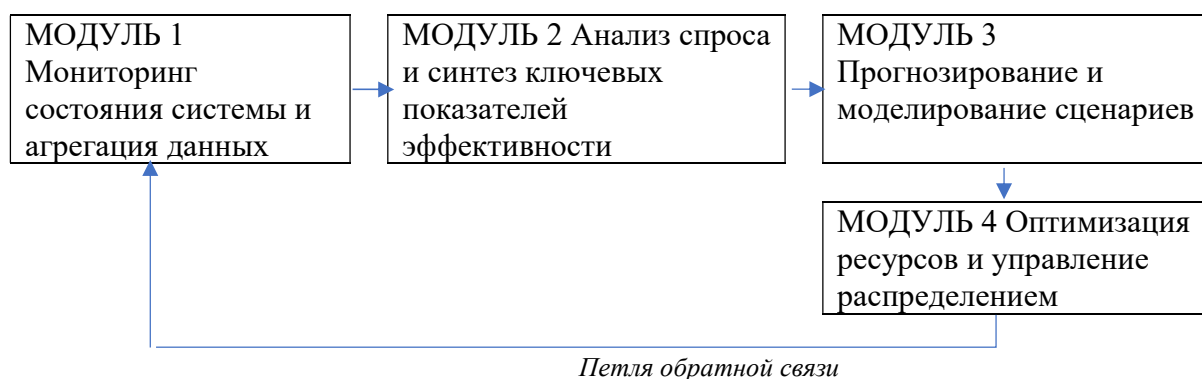 МОДУЛЬ 1
Мониторинг
состояния системы и
агрегация данных
МОДУЛЬ 2 Анализ спроса
и синтез ключевых
показателей
эффективности
МОДУЛЬ 3
Прогнозирование и
моделирование сценариев
МОДУЛЬ 4 Оптимизация
ресурсов и управление
распределением
Петля обратной связи